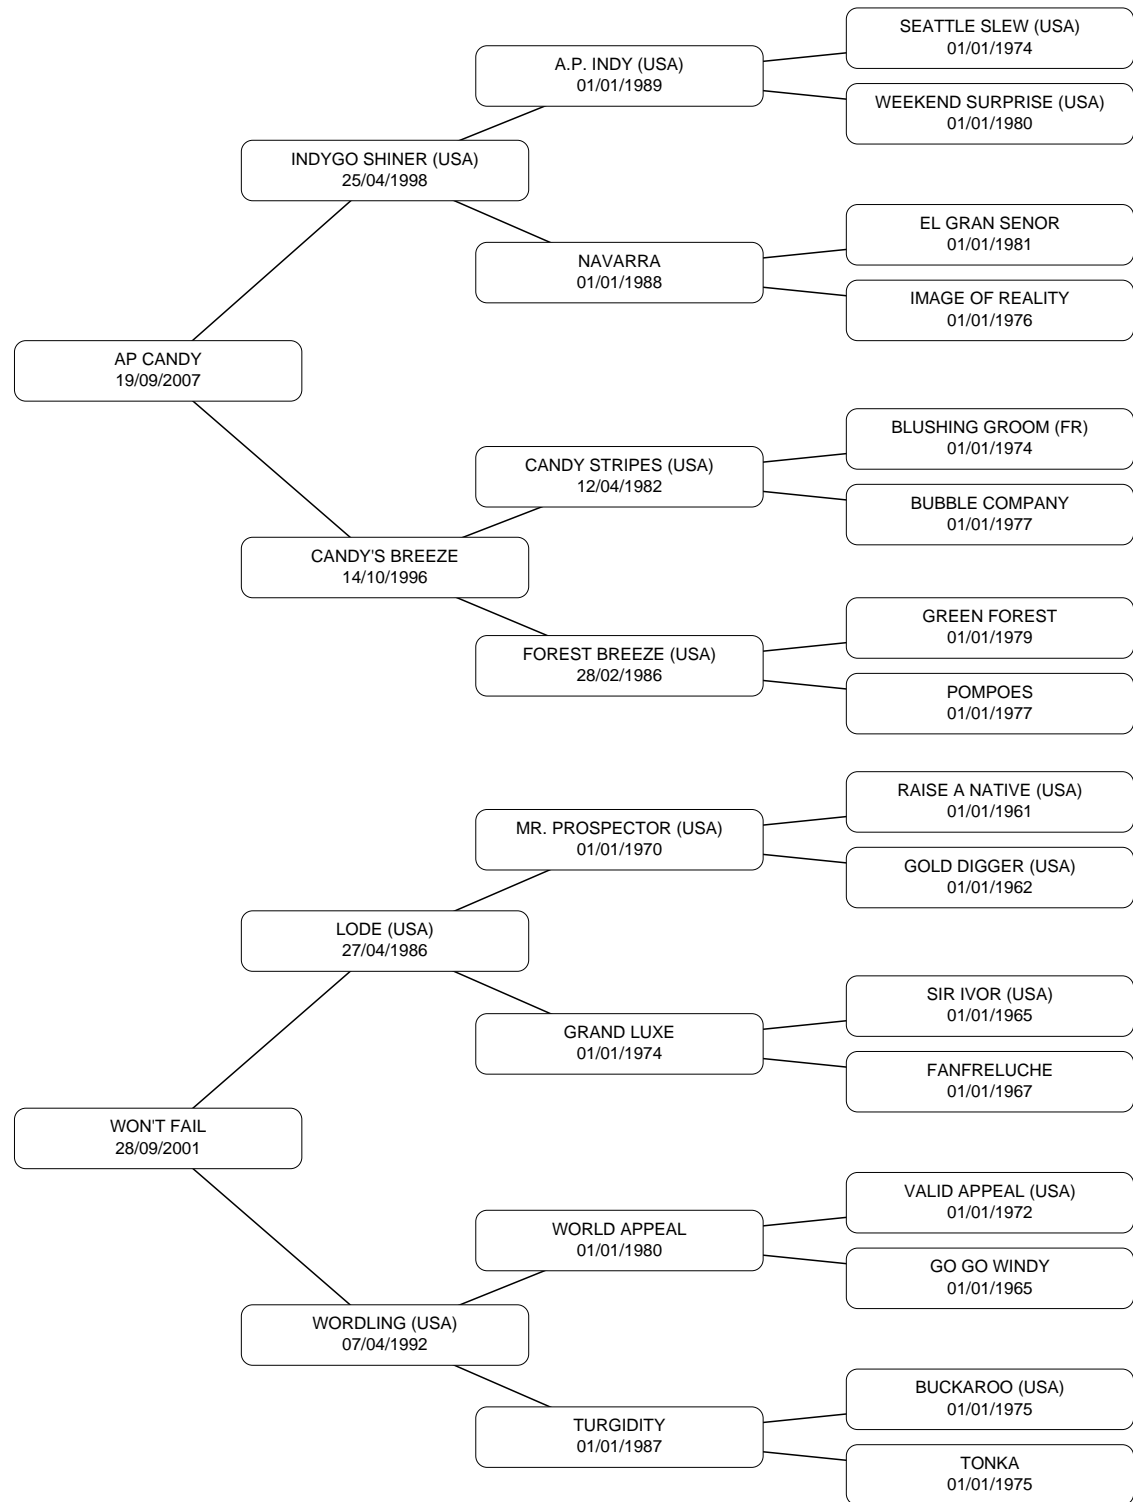 SEATTLE SLEW (USA)
01/01/1974
A.P. INDY (USA)
01/01/1989
WEEKEND SURPRISE (USA)
01/01/1980
INDYGO SHINER (USA)
25/04/1998
EL GRAN SENOR
01/01/1981
NAVARRA
01/01/1988
IMAGE OF REALITY
01/01/1976
AP CANDY
19/09/2007
BLUSHING GROOM (FR)
01/01/1974
CANDY STRIPES (USA)
12/04/1982
BUBBLE COMPANY
01/01/1977
CANDY'S BREEZE
14/10/1996
GREEN FOREST
01/01/1979
FOREST BREEZE (USA)
28/02/1986
POMPOES
01/01/1977
RAISE A NATIVE (USA)
01/01/1961
MR. PROSPECTOR (USA)
01/01/1970
GOLD DIGGER (USA)
01/01/1962
LODE (USA)
27/04/1986
SIR IVOR (USA)
01/01/1965
GRAND LUXE
01/01/1974
FANFRELUCHE
01/01/1967
WON'T FAIL
28/09/2001
VALID APPEAL (USA)
01/01/1972
WORLD APPEAL
01/01/1980
GO GO WINDY
01/01/1965
WORDLING (USA)
07/04/1992
BUCKAROO (USA)
01/01/1975
TURGIDITY
01/01/1987
TONKA
01/01/1975